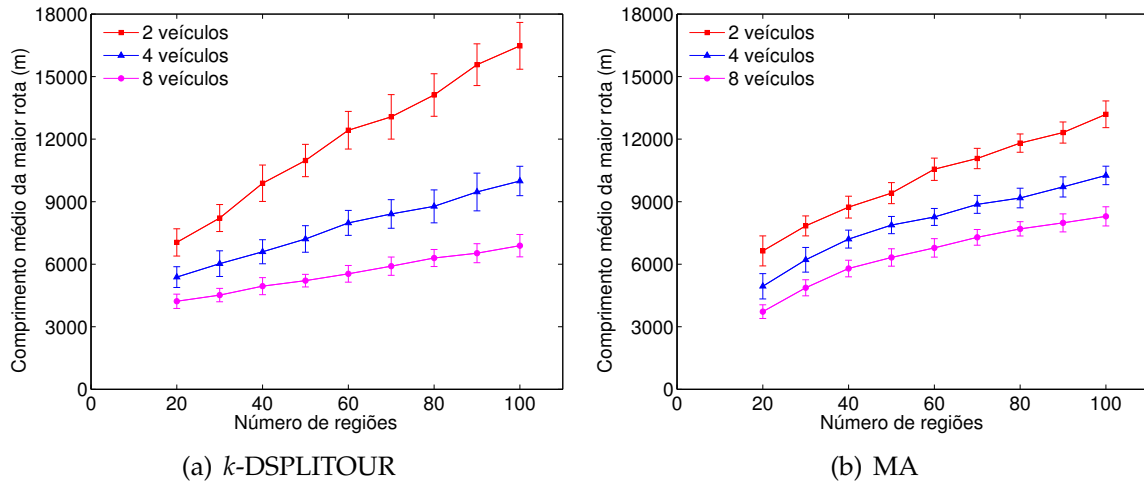 Comprimento médio da maior rota (m)
18000
15000
12000
9000
6000
3000
0
2 veículos
4 veículos
8 veículos
0
20
40
60
80
100
Número de regiões
(a) k-DSPLITOUR
Comprimento médio da maior rota (m)
18000
15000
12000
9000
6000
3000
0
2 veículos
4 veículos
8 veículos
0
20
40
60
80
100
Número de regiões
(b) MA